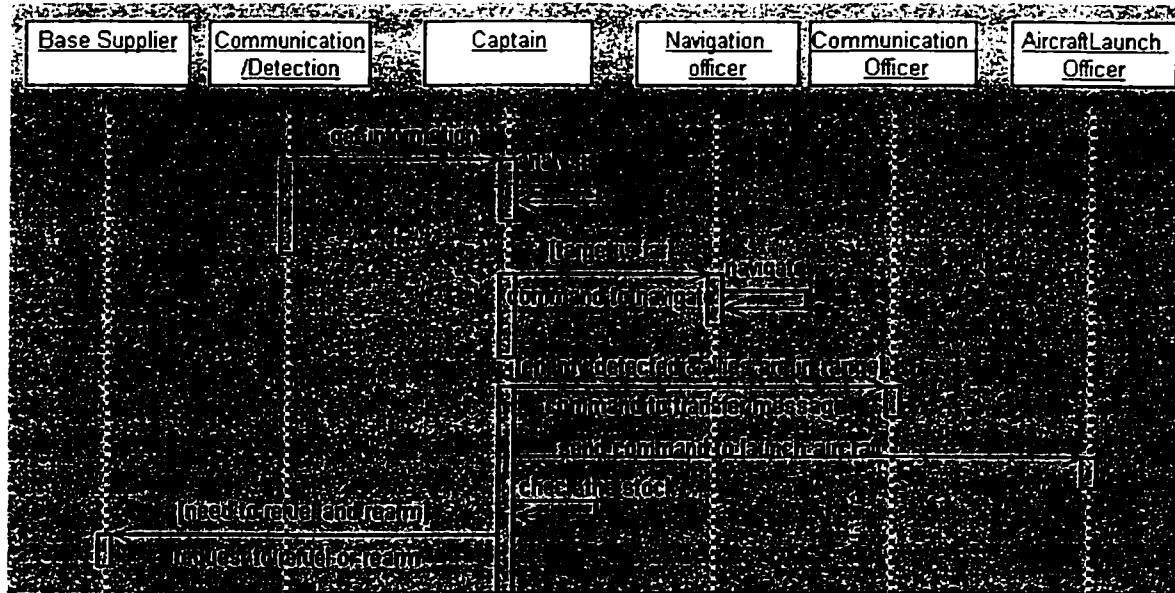 Base Supplier
Communication
/Detection
Captain
Navigation
officer
Communication
Officer
AircraftLaunch
Officer
get information
analysis
navigate
command to navigate
command to transfer message
send command to launch aircraft
check the stock
[need to refuel and rearm]
request to refuel or rearm